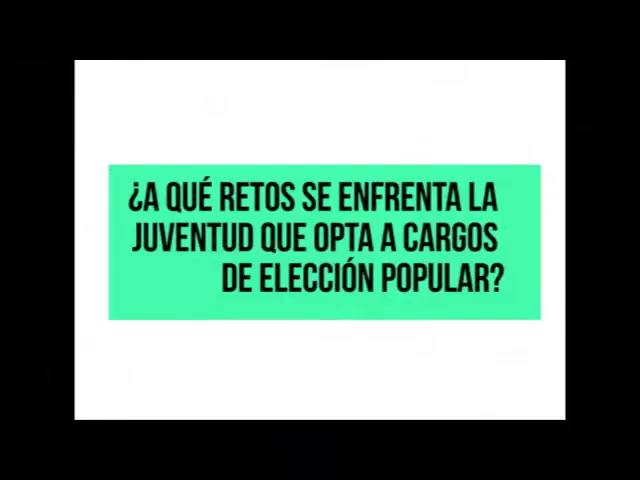 ¿A QUÉ RETOS SE ENFRENTA LA
JUVENTUD QUE OPTA A CARGOS
DE ELECCIÓN POPULAR?